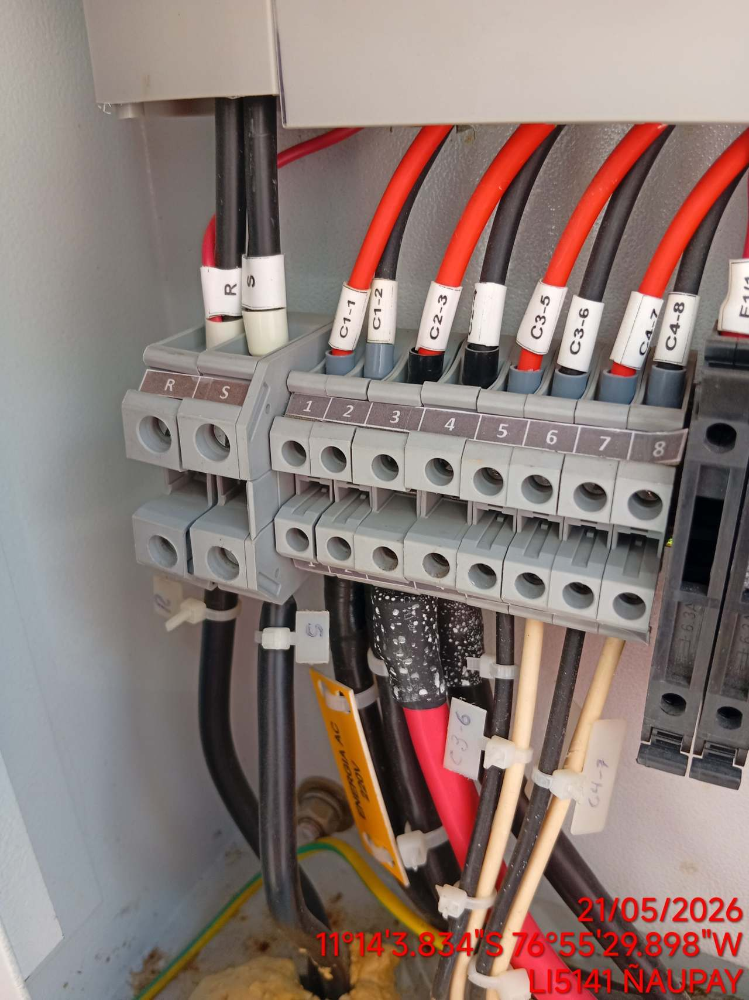 R
S
C1-1
C1-2
C2-3
C3-5
C3-6
C4-7
C4-8
R
S
1
2
3
4
5
6
7
8
R
S
C3-6
C4-7
ENERGIA AC
220V
6.3A
21/05/2026
11°14'3.834"S 76°55'29.898"W
LI5141 ÑAUPAY